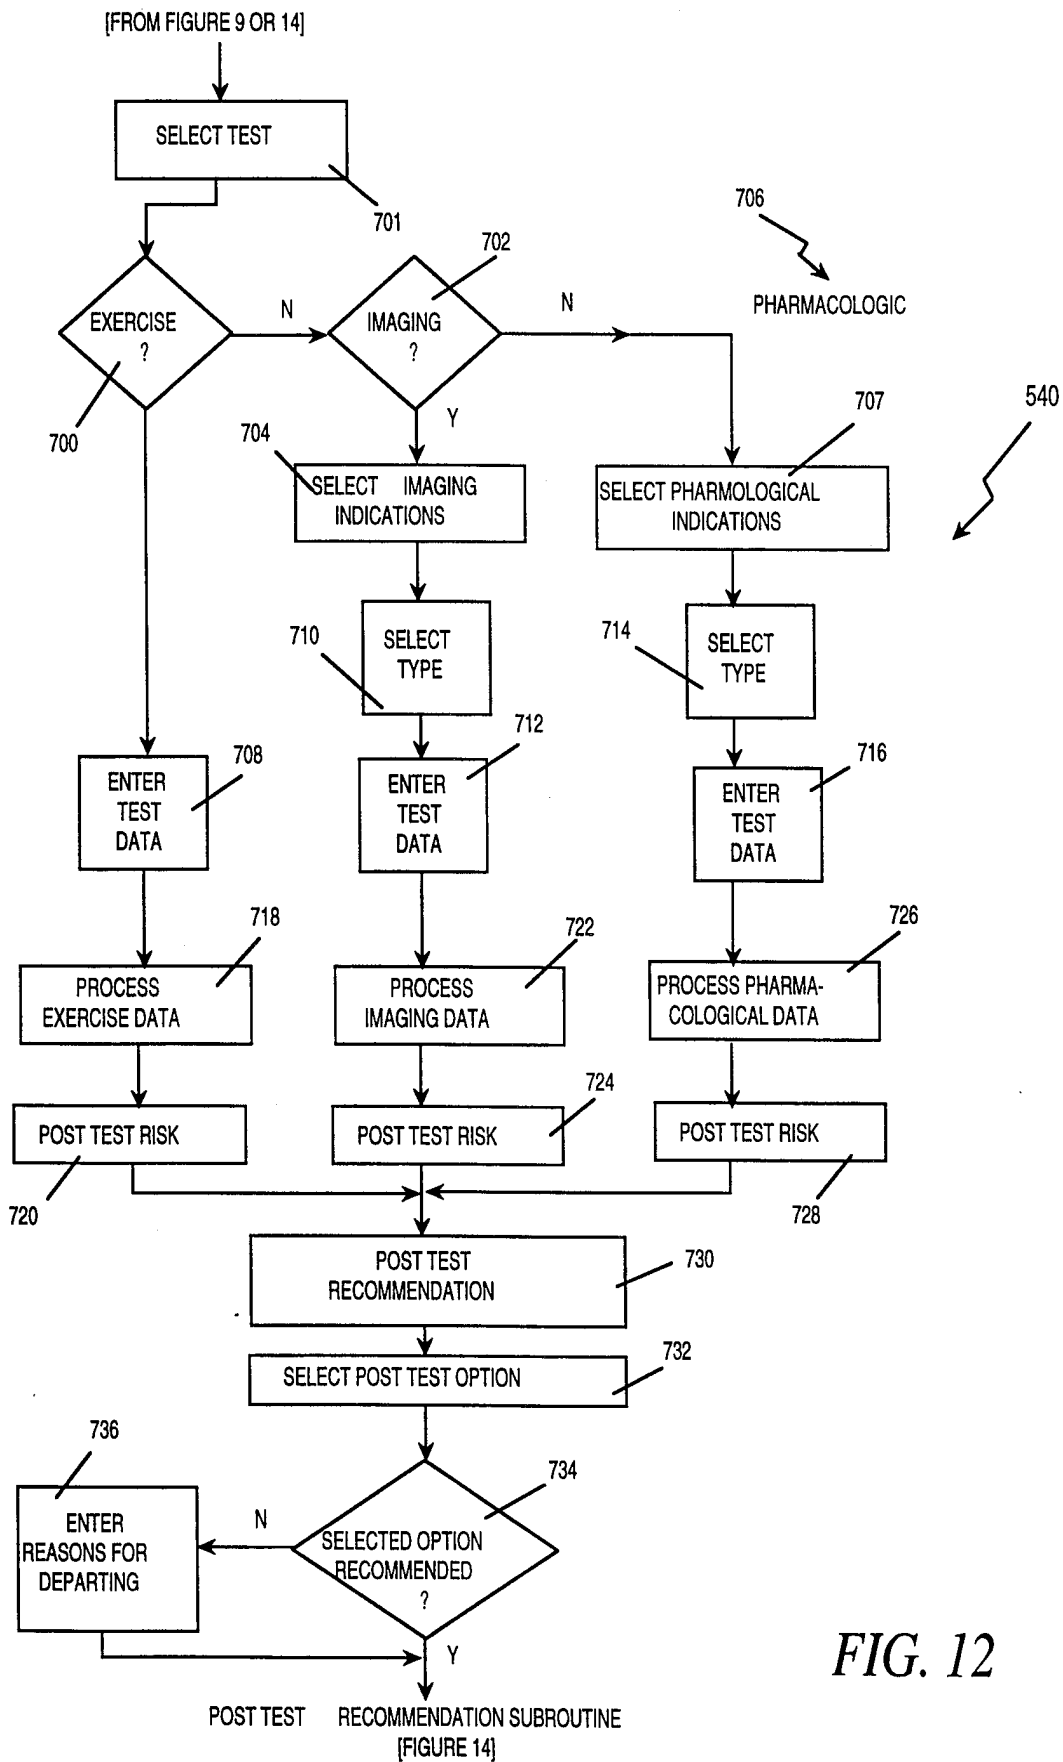 [FROM FIGURE 9 OR 14]
SELECT TEST
701
706
702
PHARMACOLOGIC
EXERCISE
?
N
IMAGING
?
N
700
Y
540
704
707
SELECT IMAGING
INDICATIONS
SELECT PHARMOLOGICAL
INDICATIONS
710
SELECT
TYPE
714
SELECT
TYPE
708
ENTER
TEST
DATA
712
ENTER
TEST
DATA
716
ENTER
TEST
DATA
718
PROCESS
EXERCISE DATA
722
PROCESS
IMAGING DATA
726
PROCESS PHARMA-
COLOGICAL DATA
POST TEST RISK
720
724
POST TEST RISK
POST TEST RISK
728
POST TEST
RECOMMENDATION
730
SELECT POST TEST OPTION
732
736
734
ENTER
REASONS FOR
DEPARTING
N
SELECTED OPTION
RECOMMENDED
?
Y
POST TEST RECOMMENDATION SUBROUTINE
[FIGURE 14]
FIG. 12